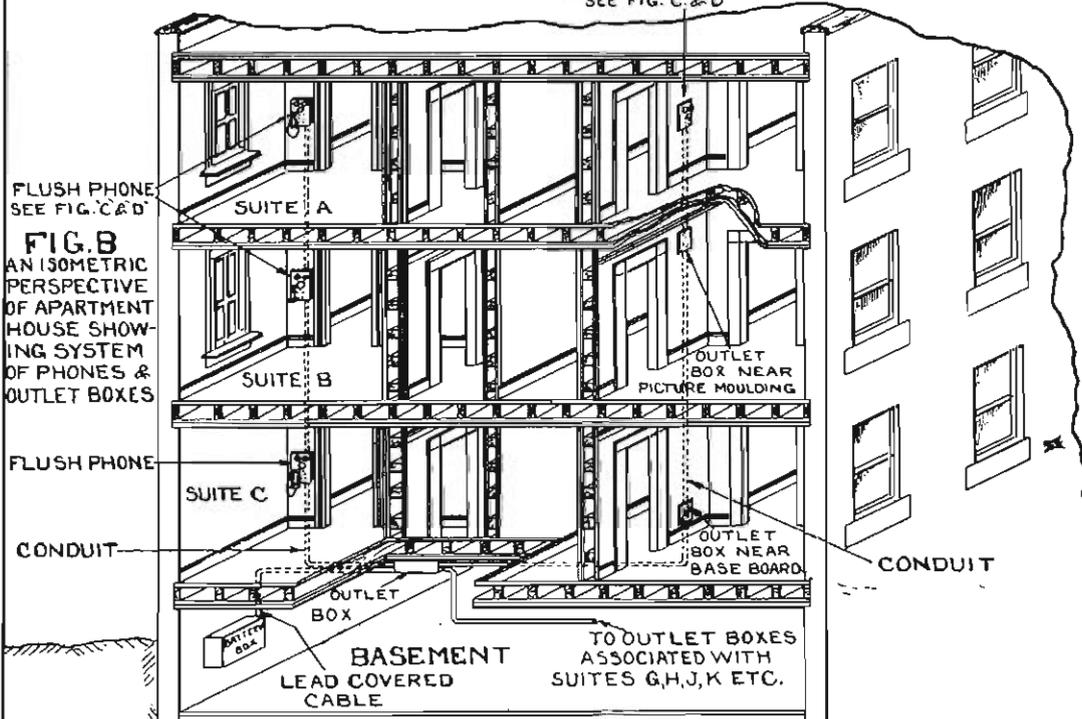 SEE FIG. C & D
FLUSH PHONE
SEE FIG. "C & D"
FIG. B
AN ISOMETRIC
PERSPECTIVE
OF APARTMENT
HOUSE SHOW-
ING SYSTEM
OF PHONES &
OUTLET BOXES
SUITE A
SUITE B
OUTLET
BOX NEAR
PICTURE MOULDING
FLUSH PHONE
SUITE C
CONDUIT
OUTLET
BOX NEAR
BASE BOARD
CONDUIT
OUTLET
BOX
BATTERY
BOX
BASEMENT
LEAD COVERED
CABLE
TO OUTLET BOXES
ASSOCIATED WITH
SUITES G,H,J,K ETC.